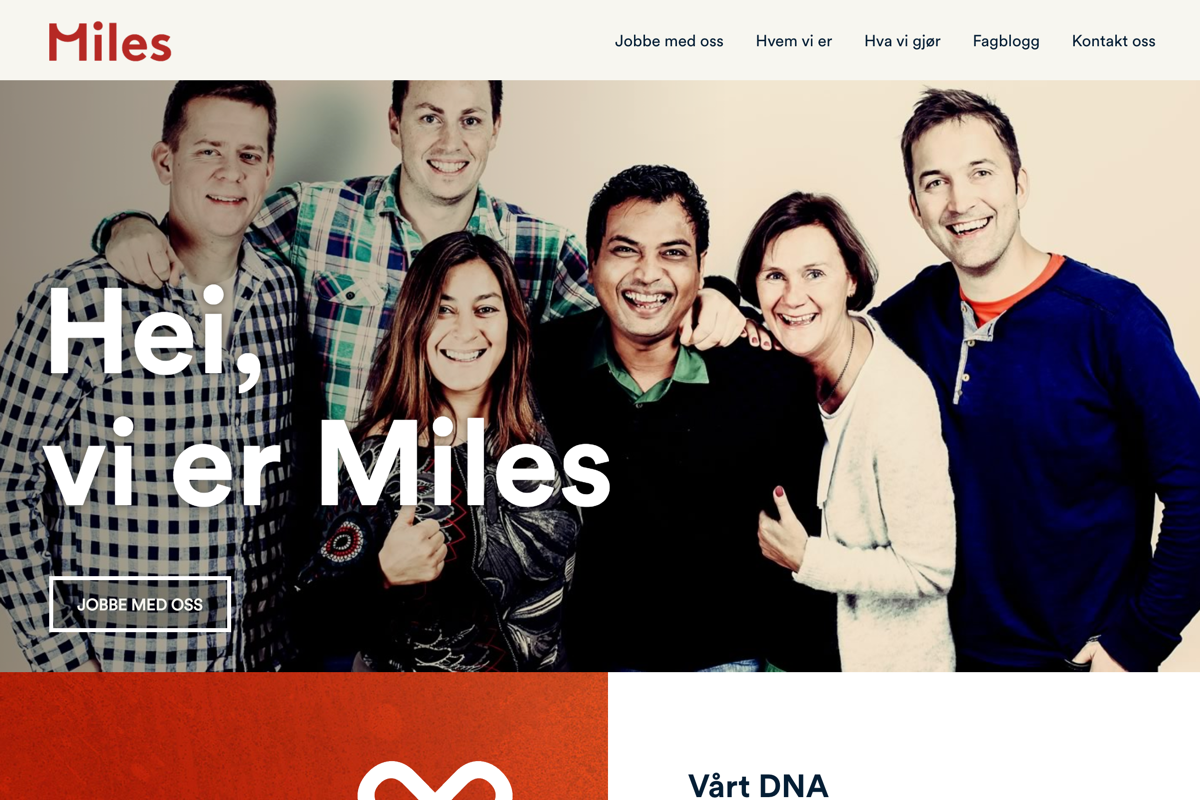 Miles
Jobbe med oss
Hvem vi er
Hva vi gjør
Fagblogg
Kontakt oss
Hei,
vi er Miles
JOBBE MED OSS
Vårt DNA